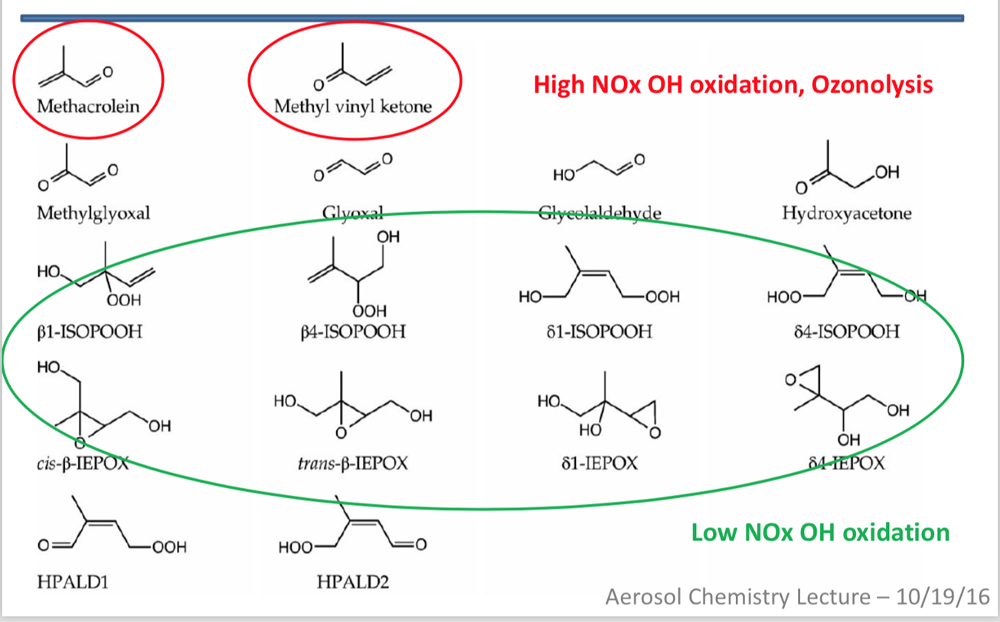 O
O
Methacrolein
Methyl vinyl ketone
High NOx OH oxidation, Ozonolysis
O
O
O
O
HO
O
O
OH
Methylglyoxal
Glyoxal
Glycolaldehyde
Hydroxyacetone
HO
OOH
OH
OOH
HO
OOH
HOO
OH
β1-ISOPOOH
β4-ISOPOOH
δ1-ISOPOOH
δ4-ISOPOOH
HO
O
OH
HO
O
OH
HO
HO
O
O
OH
OH
cis-β-IEPOX
trans-β-IEPOX
δ1-IEPOX
δ4-IEPOX
O
OOH
HOO
O
Low NOx OH oxidation
HPALD1
HPALD2
Aerosol Chemistry Lecture – 10/19/16